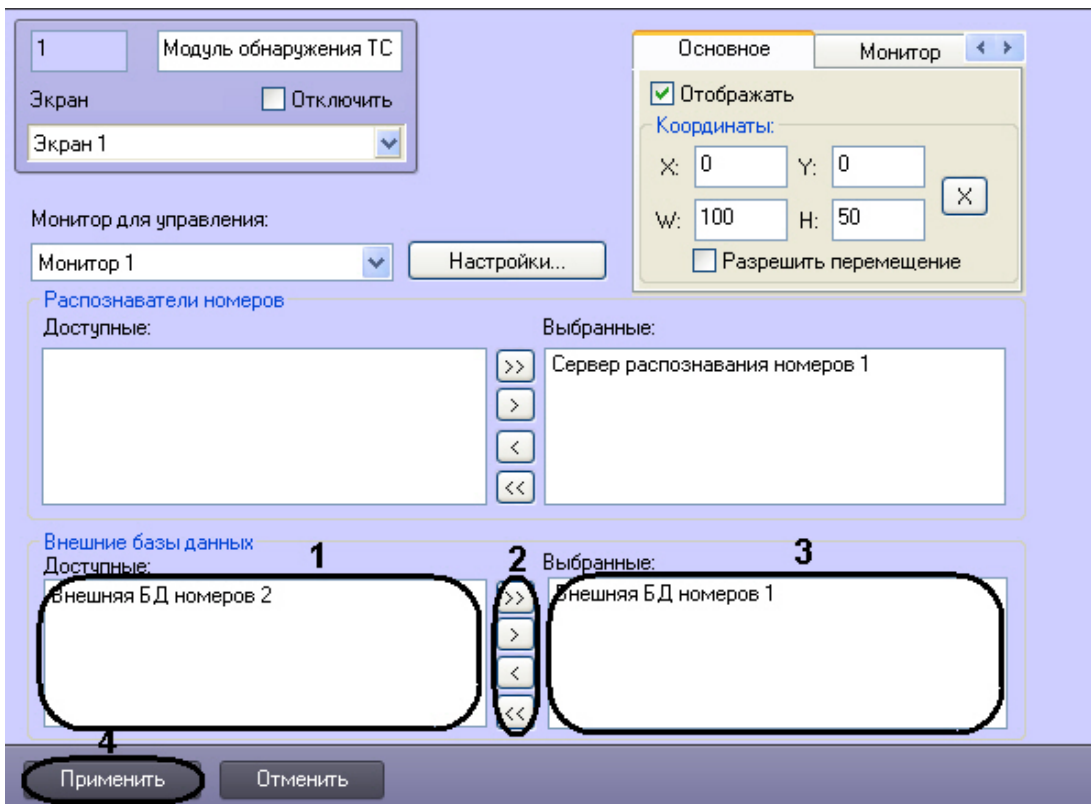 1
Модуль обнаружения ТС
Экран
Отключить
Экран 1
Основное
Монитор
Отображать
Координаты:
X: 0 Y: 0
X
W: 100 H: 50
Разрешить перемещение
Монитор для управления:
Монитор 1
Настройки...
Распознаватели номеров
Доступные:
Выбранные:
Сервер распознавания номеров 1
>>
>
<
<<
Внешние базы данных
1
2
3
Доступные:
Выбранные:
Внешняя БД номеров 2
Внешняя БД номеров 1
>>
>
<
<<
4
Применить
Отменить